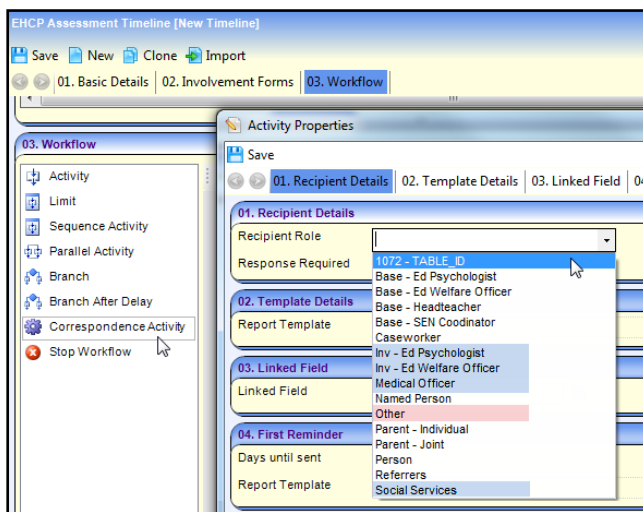 EHCP Assessment Timeline [New Timeline]
Save New Clone Import
01. Basic Details 02. Involvement Forms 03. Workflow
03. Workflow
Activity
Limit
Sequence Activity
Parallel Activity
Branch
Branch After Delay
Correspondence Activity
Stop Workflow
Activity Properties
Save
01. Recipient Details 02. Template Details 03. Linked Field 04
01. Recipient Details
Recipient Role
Response Required
02. Template Details
Report Template
03. Linked Field
Linked Field
04. First Reminder
Days until sent
Report Template
1072 - TABLE_ID
Base - Ed Psychologist
Base - Ed Welfare Officer
Base - Headteacher
Base - SEN Coodinator
Caseworker
Inv - Ed Psychologist
Inv - Ed Welfare Officer
Medical Officer
Named Person
Other
Parent - Individual
Parent - Joint
Person
Referrers
Social Services